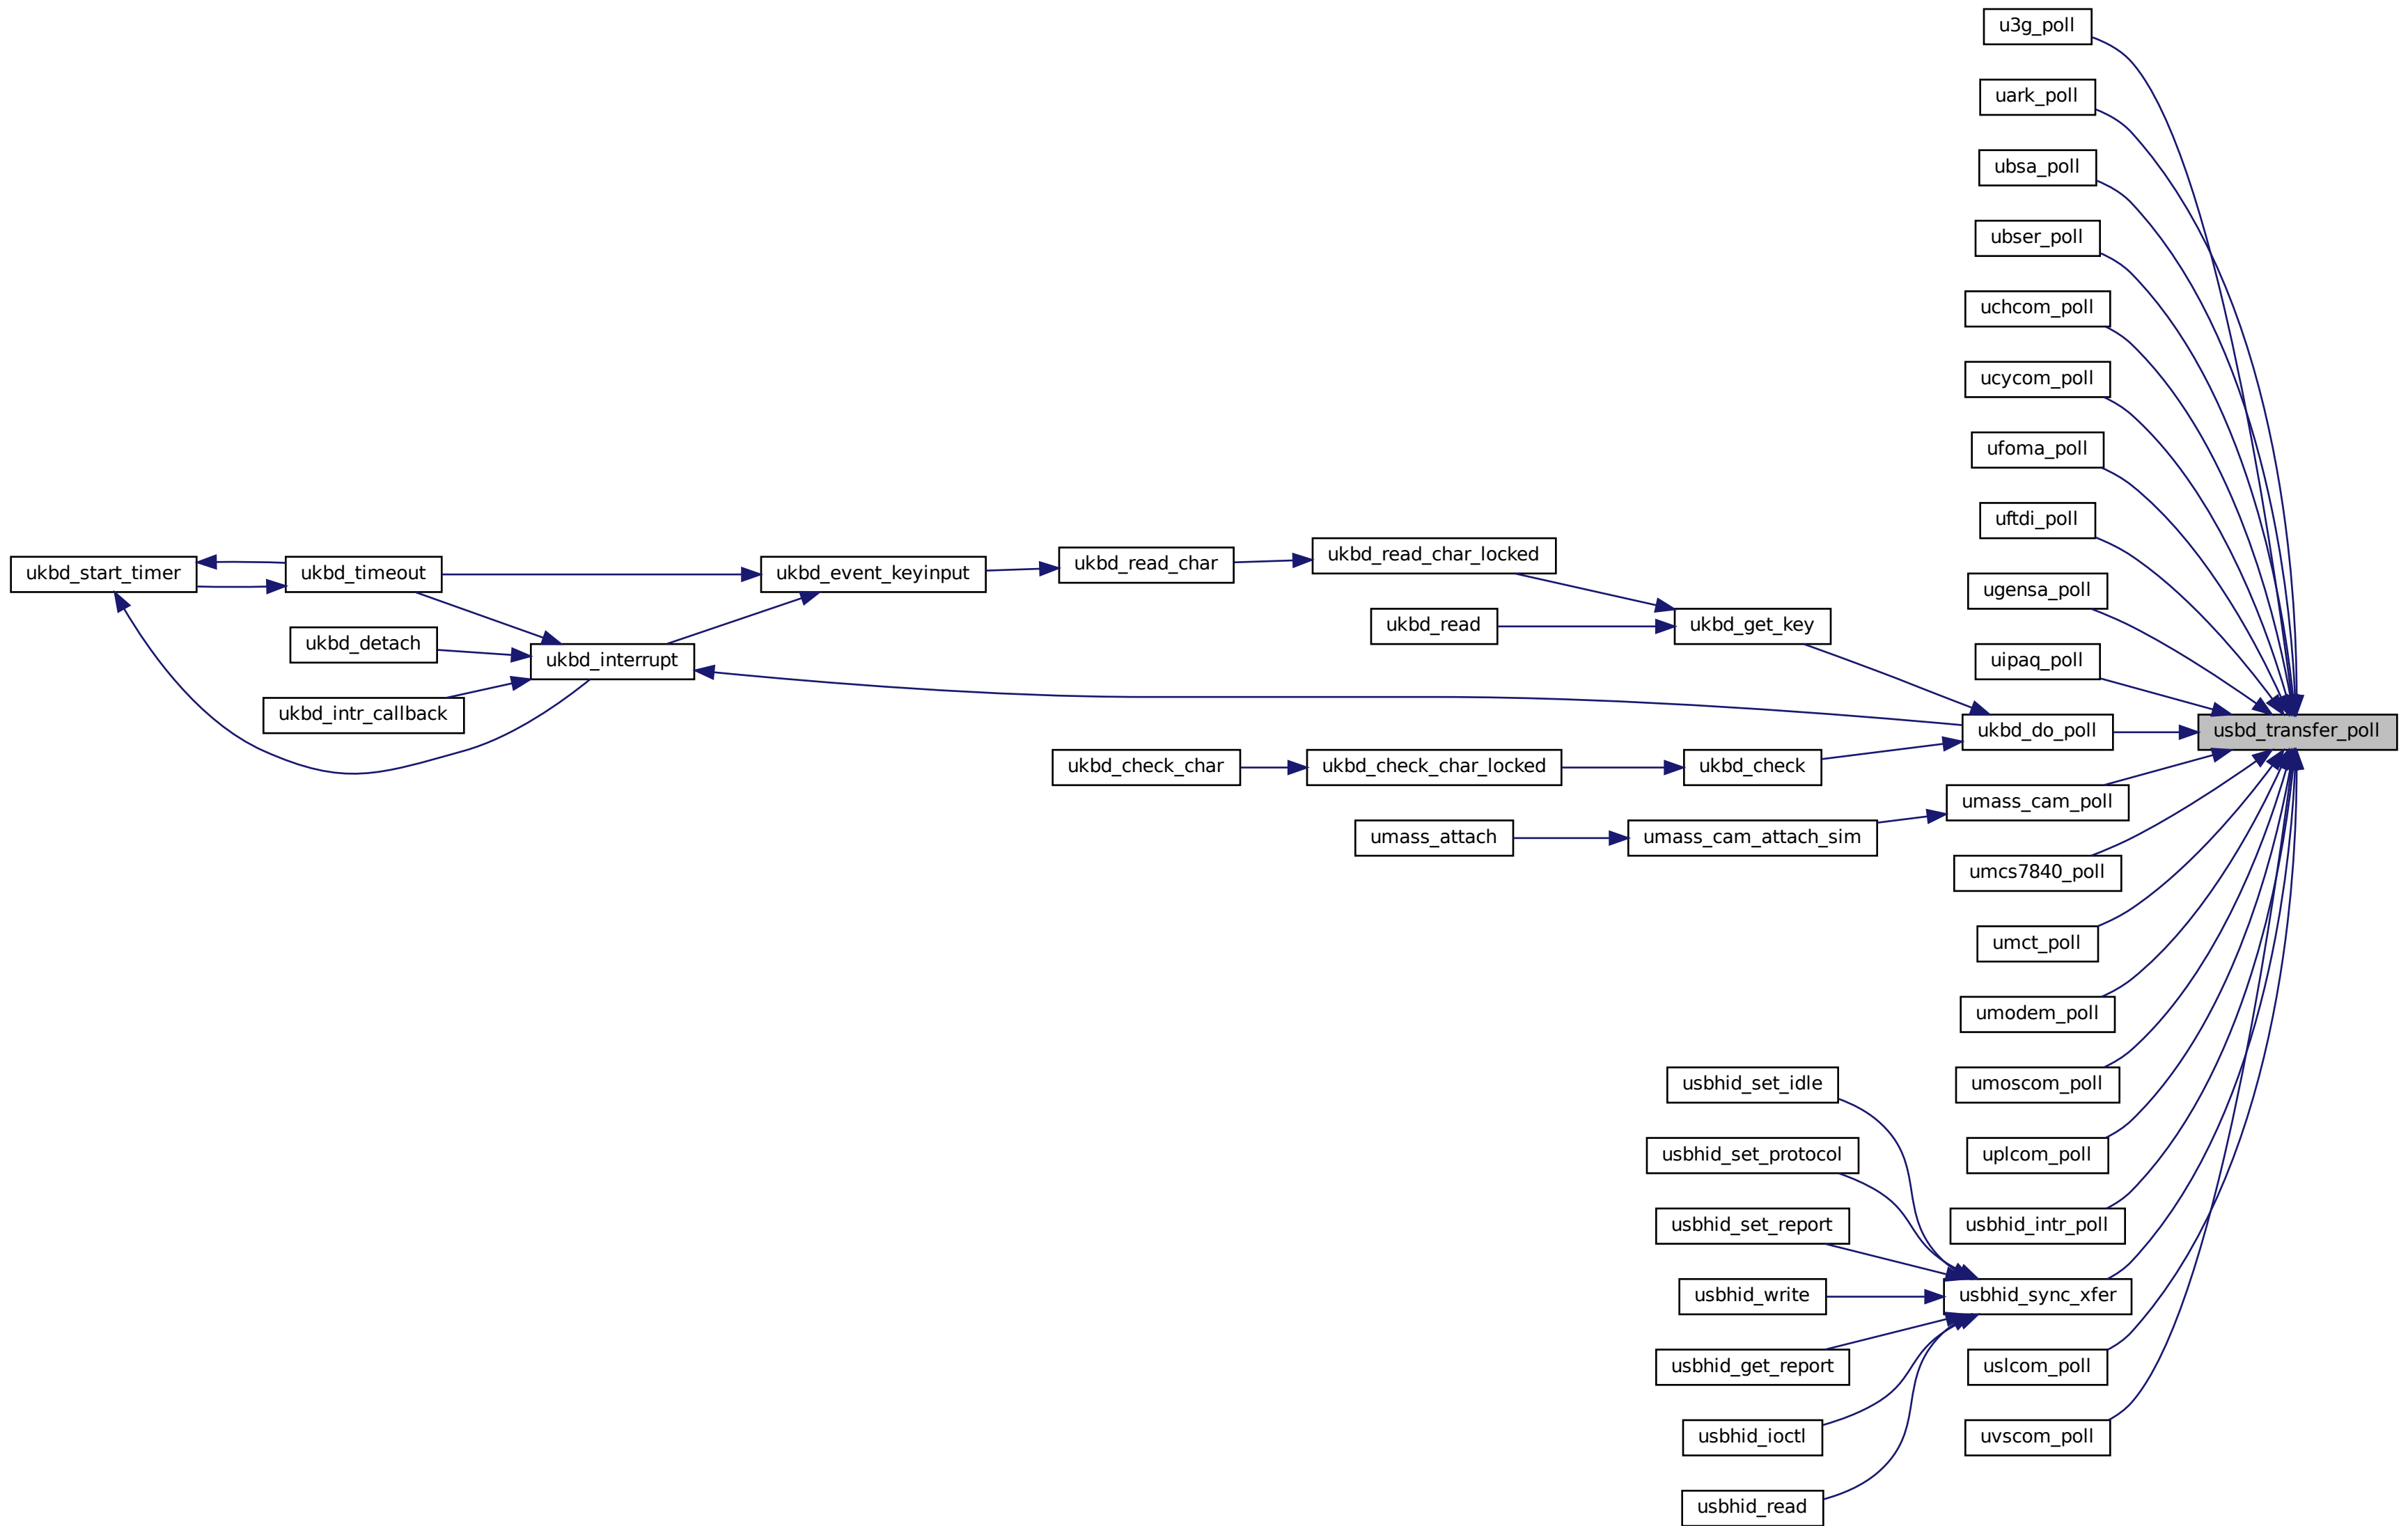 u3g_poll
uark_poll
ubsa_poll
ubser_poll
uchcom_poll
ucycom_poll
ufoma_poll
uftdi_poll
ukbd_read_char_locked
ukbd_read_char
ukbd_start_timer
ukbd_timeout
ukbd_event_keyinput
ugensa_poll
ukbd_read
ukbd_get_key
ukbd_detach
ukbd_interrupt
uipaq_poll
ukbd_intr_callback
ukbd_do_poll
usbd_transfer_poll
ukbd_check_char
ukbd_check_char_locked
ukbd_check
umass_cam_poll
umass_attach
umass_cam_attach_sim
umcs7840_poll
umct_poll
umodem_poll
usbhid_set_idle
umoscom_poll
usbhid_set_protocol
uplcom_poll
usbhid_set_report
usbhid_intr_poll
usbhid_write
usbhid_sync_xfer
usbhid_get_report
uslcom_poll
usbhid_ioctl
uvscom_poll
usbhid_read